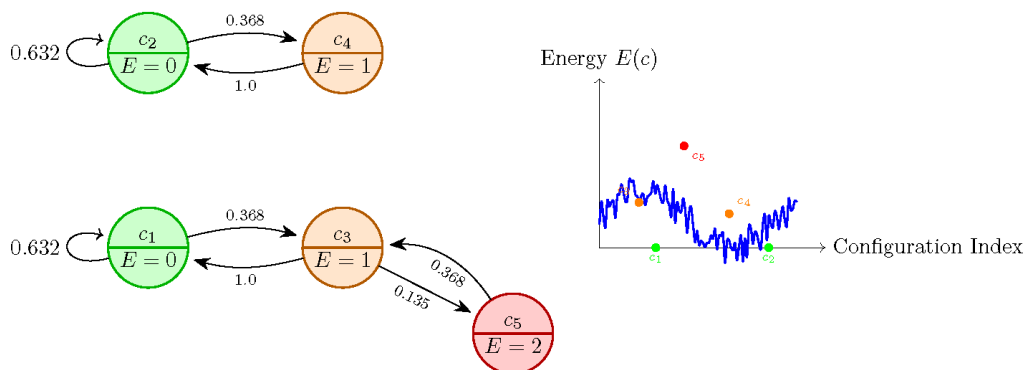 0.632
c₂
E = 0
0.368
1.0
c₄
E = 1
0.632
c₁
E = 0
0.368
1.0
c₃
E = 1
0.368
0.135
c₅
E = 2
Energy E(c)
c₅
c₄
c₁
c₂
Configuration Index